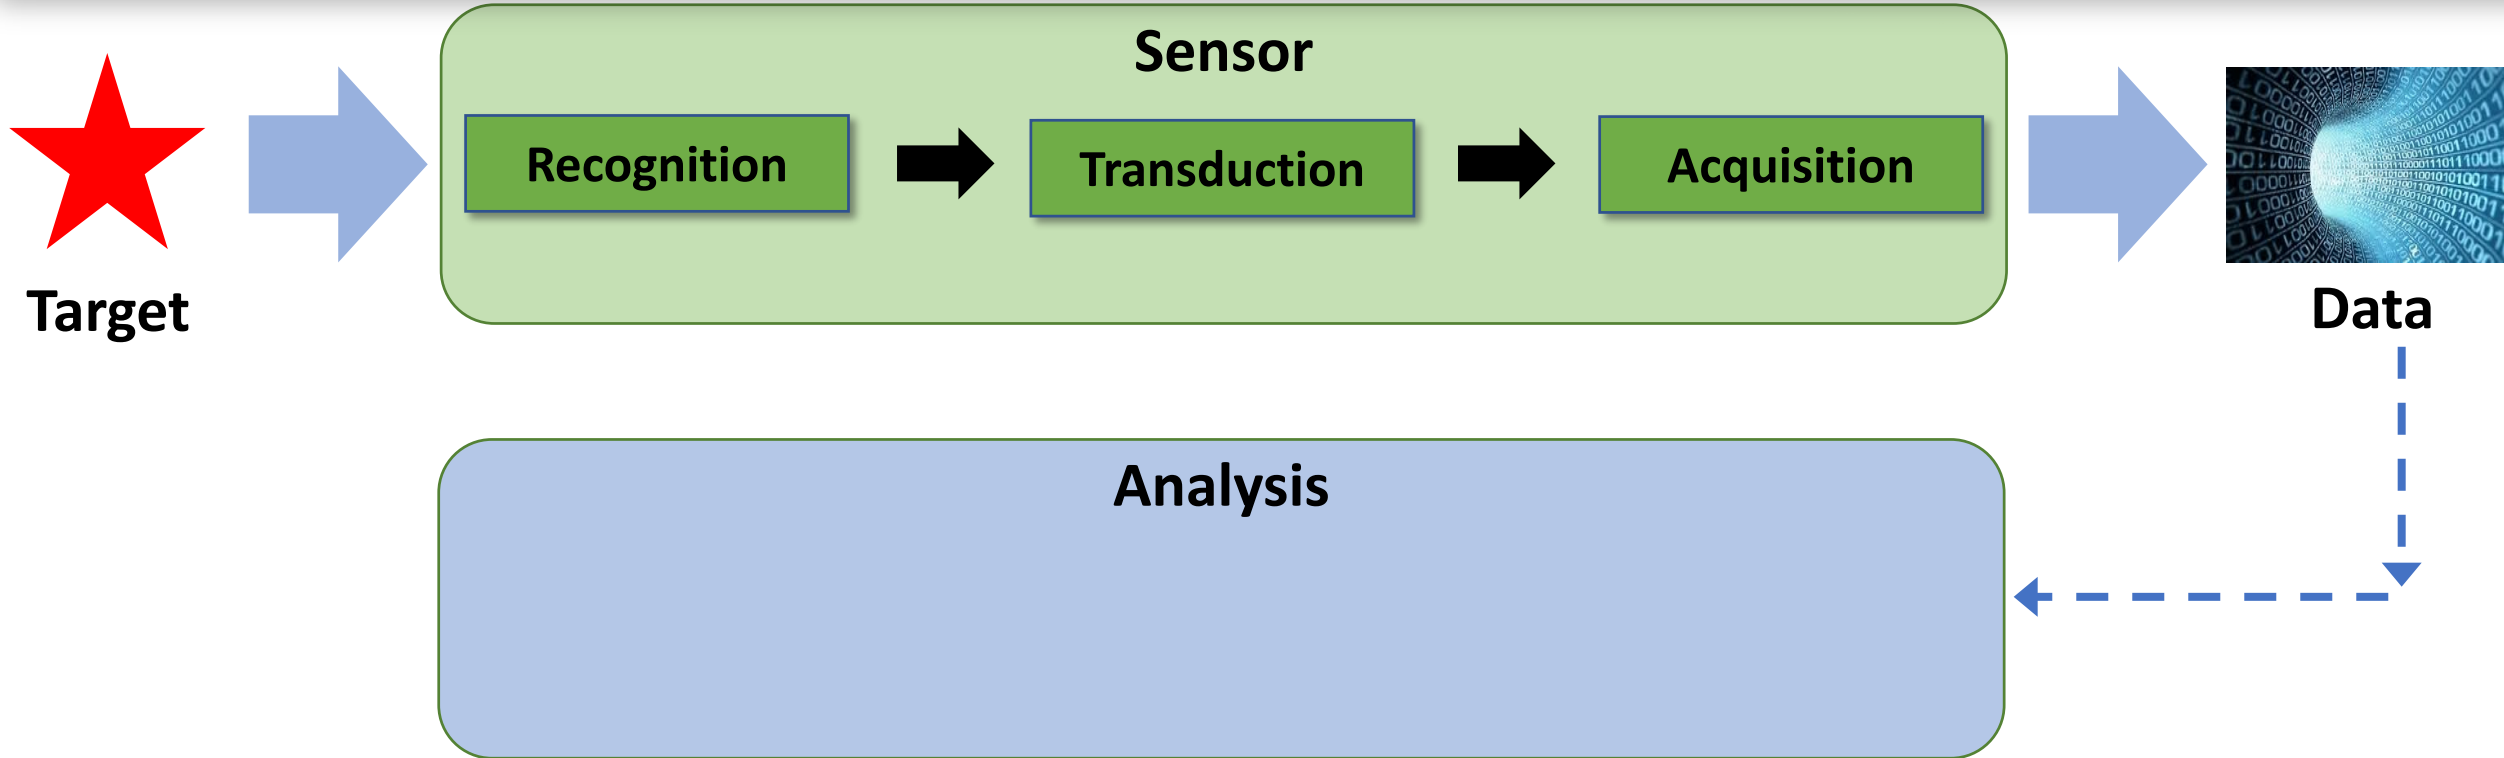 Sensor
Recognition
Transduction
Acquisition
Target
Data
Analysis